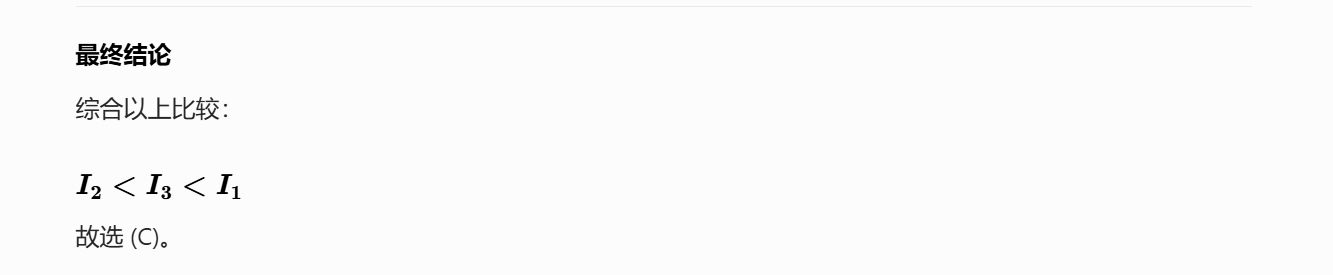 最终结论
综合以上比较：
I₂ < I₃ < I₁
故选 (C)。